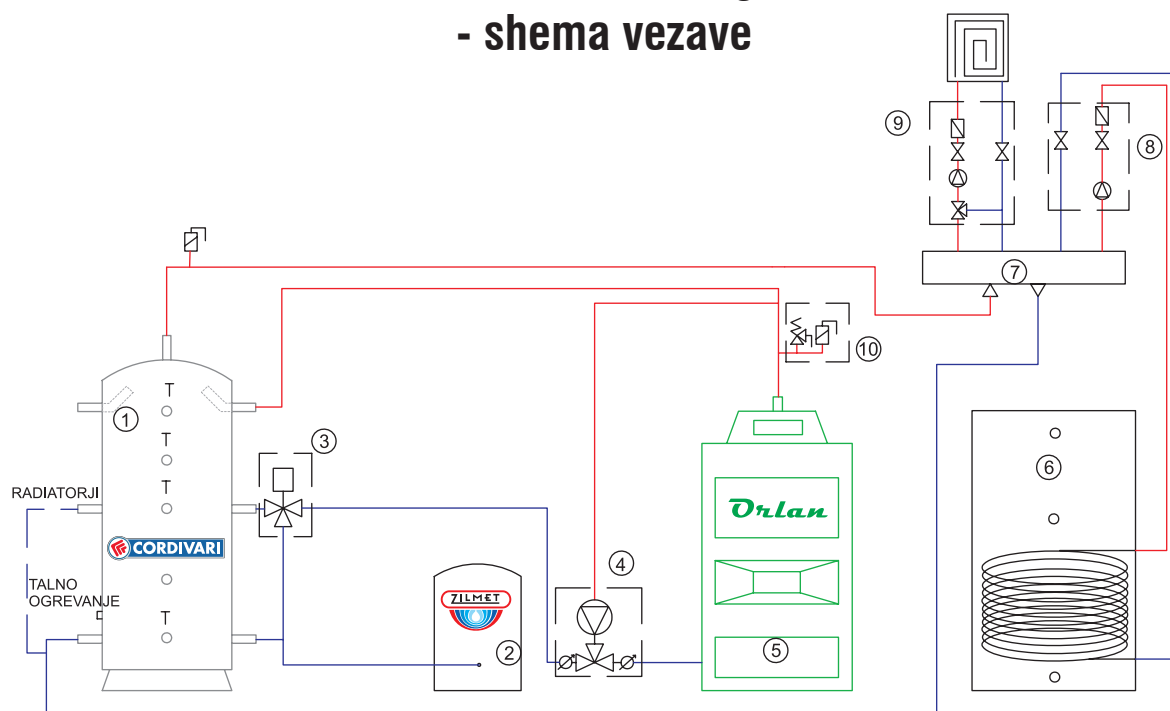 - shema vezave
9
8
7
10
T
1
T
3
T
6
RADIATORJI
Orlan
CORDIVARI
4
TALNO
OGREVANJE
ZILMET
T
2
5